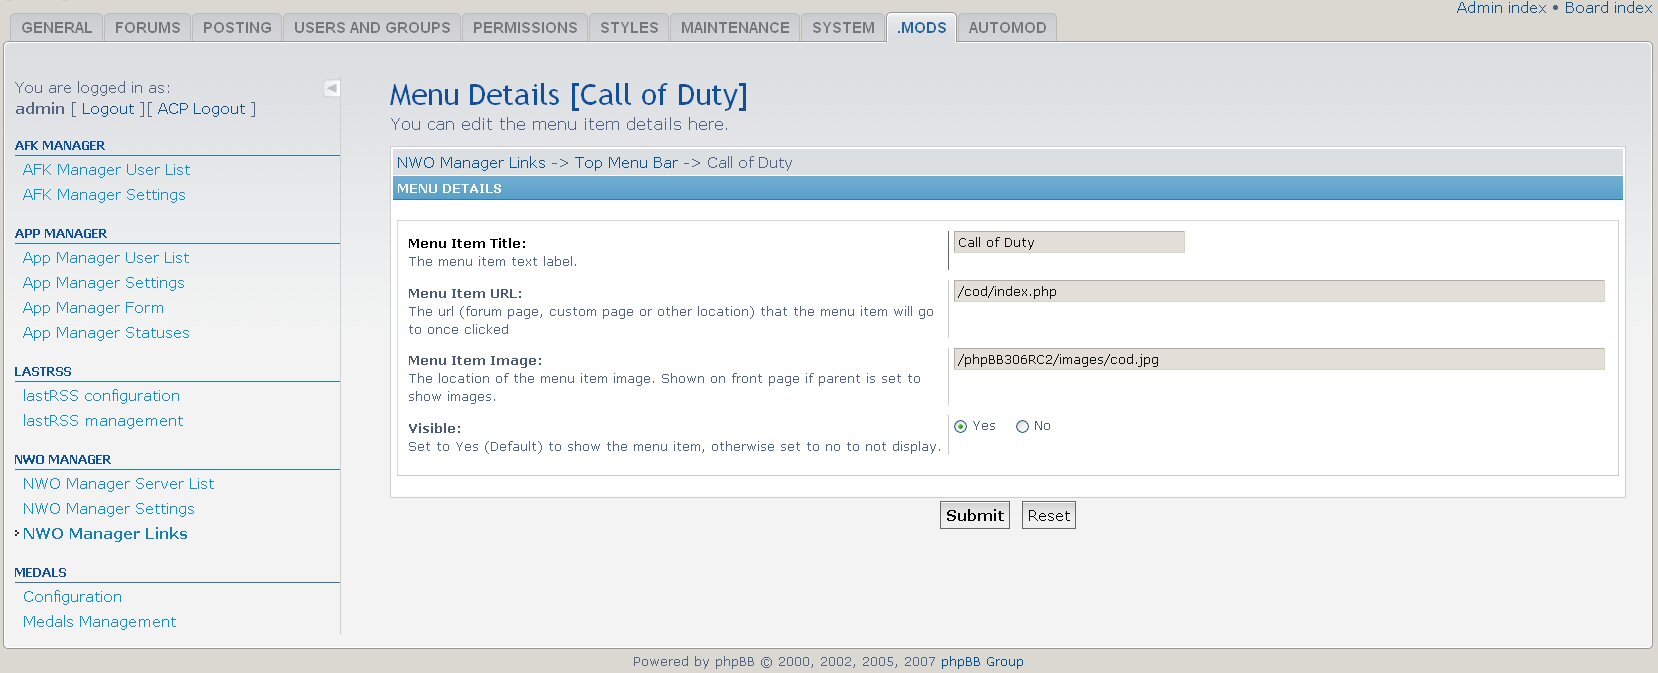 Admin index • Board index
GENERAL FORUMS POSTING USERS AND GROUPS PERMISSIONS STYLES MAINTENANCE SYSTEM .MODS AUTOMOD
You are logged in as:
admin [ Logout ][ ACP Logout ]
AFK MANAGER
AFK Manager User List
AFK Manager Settings
APP MANAGER
App Manager User List
App Manager Settings
App Manager Form
App Manager Statuses
LASTRSS
lastRSS configuration
lastRSS management
NWO MANAGER
NWO Manager Server List
NWO Manager Settings
NWO Manager Links
MEDALS
Configuration
Medals Management
Menu Details [Call of Duty]
You can edit the menu item details here.
NWO Manager Links -> Top Menu Bar -> Call of Duty
MENU DETAILS
Menu Item Title:
The menu item text label.
Call of Duty
Menu Item URL:
The url (forum page, custom page or other location) that the menu item will go
to once clicked
/cod/index.php
Menu Item Image:
The location of the menu item image. Shown on front page if parent is set to
show images.
/phpBB306RC2/images/cod.jpg
Visible:
Set to Yes (Default) to show the menu item, otherwise set to no to not display.
Yes No
Submit Reset
Powered by phpBB © 2000, 2002, 2005, 2007 phpBB Group